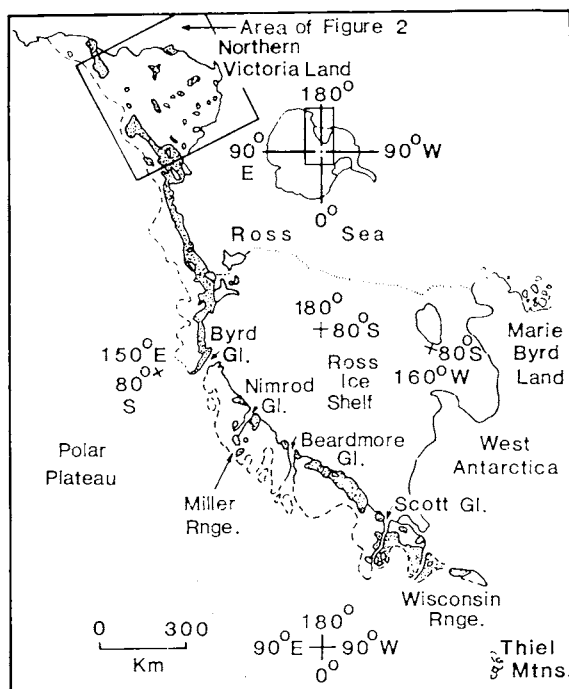 Area of Figure 2
Northern
Victoria Land
180°
90°
E
90°W
0°
Ross Sea
180°
80°S
Marie
Byrd
Land
80°S
160°W
Byrd
Gl.
150°E
80°
S
Ross
Ice
Shelf
Nimrod
Gl.
Polar
Plateau
Beardmore
Gl.
West
Antarctica
Miller
Rnge.
Scott Gl.
Wisconsin
Rnge.
0 300
Km
180°
90°E 90°W
0°
Thiel
Mtns.